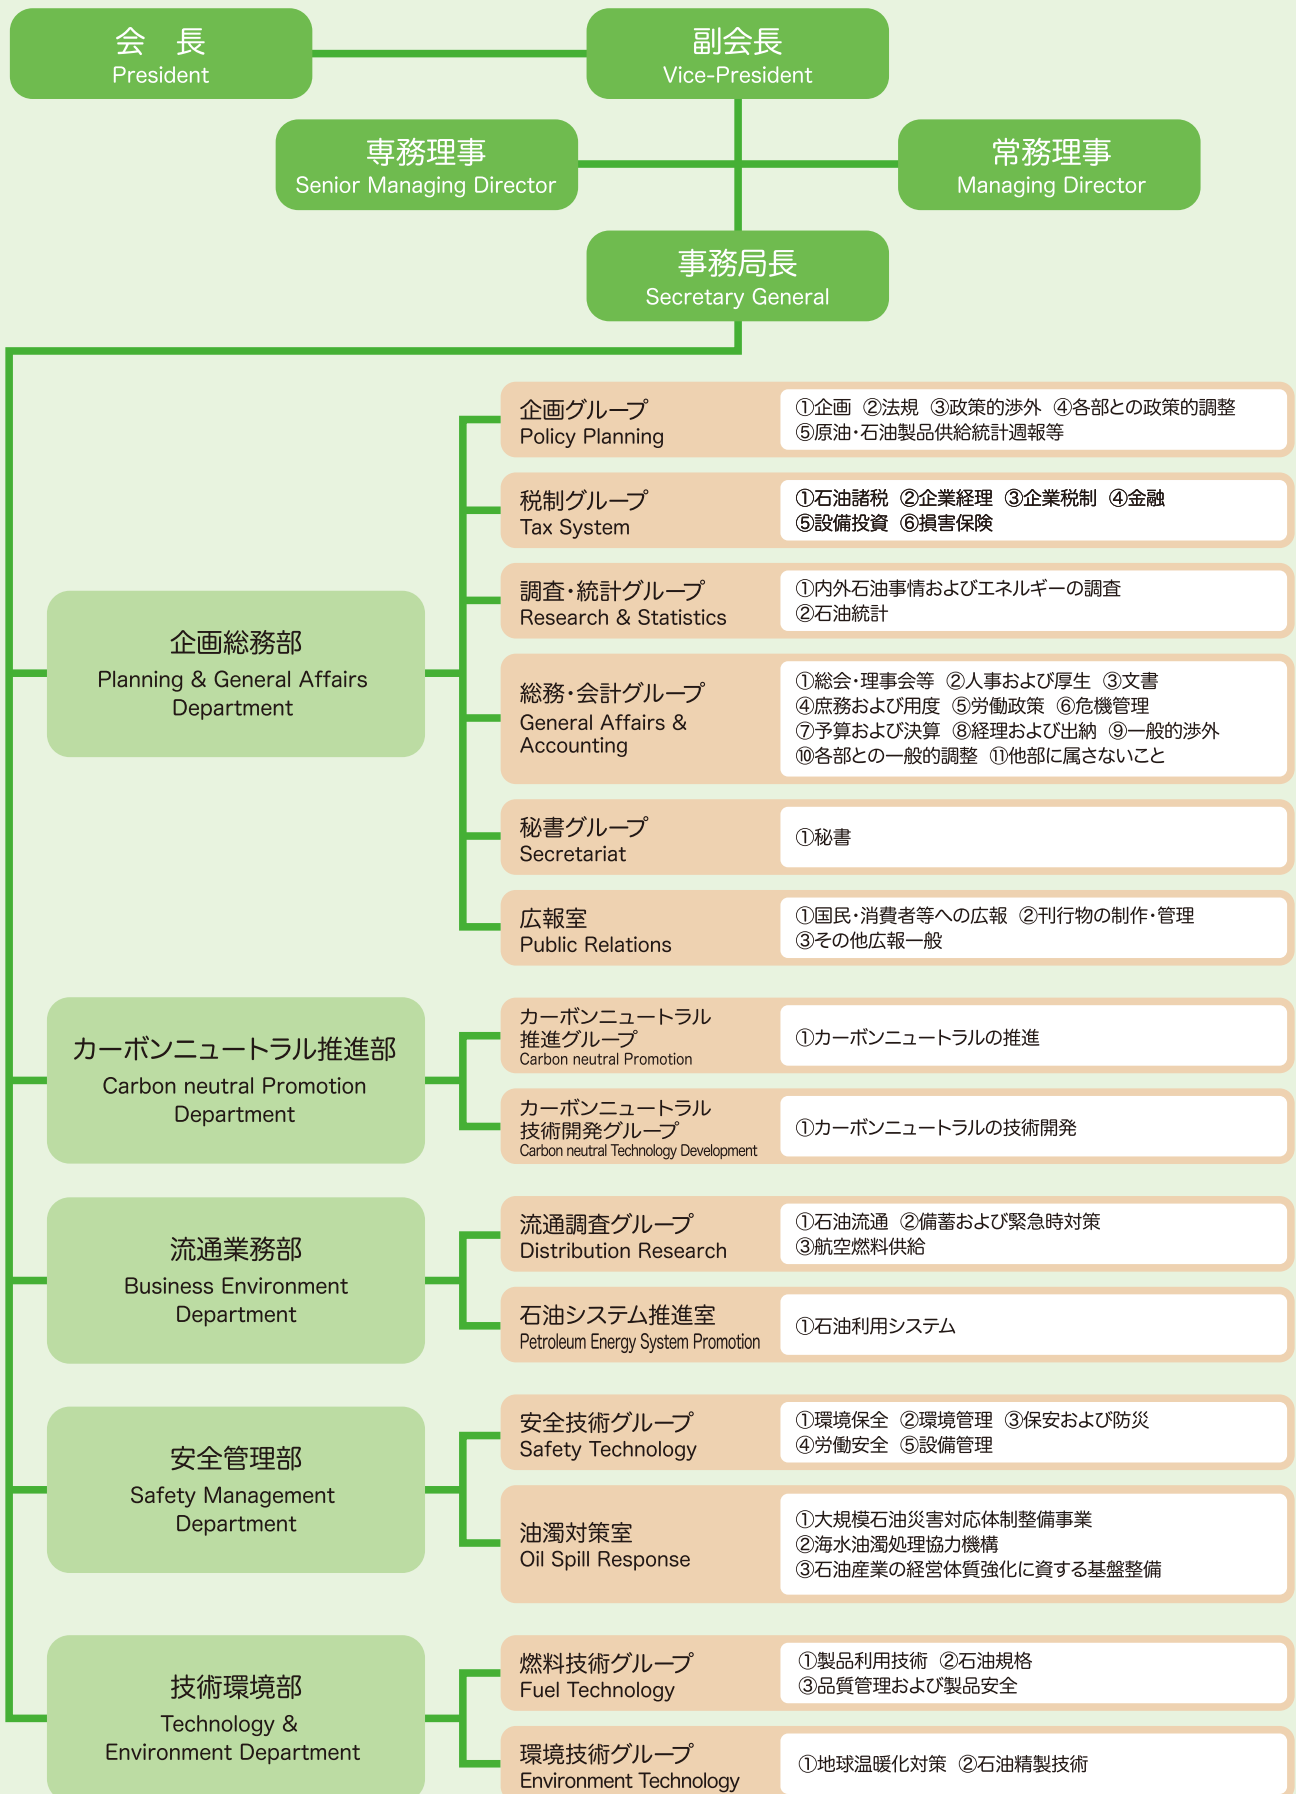 会　長
President
副会長
Vice-President
専務理事
Senior Managing Director
常務理事
Managing Director
事務局長
Secretary General
企画総務部
Planning & General Affairs
Department
企画グループ
Policy Planning
①企画 ②法規 ③政策的渉外 ④各部との政策的調整
⑤原油・石油製品供給統計週報等
税制グループ
Tax System
①石油諸税 ②企業経理 ③企業税制 ④金融
⑤設備投資 ⑥損害保険
調査・統計グループ
Research & Statistics
①内外石油事情およびエネルギーの調査
②石油統計
総務・会計グループ
General Affairs &
Accounting
①総会・理事会等 ②人事および厚生 ③文書
④庶務および用度 ⑤労働政策 ⑥危機管理
⑦予算および決算 ⑧経理および出納 ⑨一般的渉外
⑩各部との一般的調整 ⑪他部に属さないこと
秘書グループ
Secretariat
①秘書
広報室
Public Relations
①国民・消費者等への広報 ②刊行物の制作・管理
③その他広報一般
カーボンニュートラル推進部
Carbon neutral Promotion
Department
カーボンニュートラル
推進グループ
Carbon neutral Promotion
①カーボンニュートラルの推進
カーボンニュートラル
技術開発グループ
Carbon neutral Technology Development
①カーボンニュートラルの技術開発
流通業務部
Business Environment
Department
流通調査グループ
Distribution Research
①石油流通 ②備蓄および緊急時対策
③航空燃料供給
石油システム推進室
Petroleum Energy System Promotion
①石油利用システム
安全管理部
Safety Management
Department
安全技術グループ
Safety Technology
①環境保全 ②環境管理 ③保安および防災
④労働安全 ⑤設備管理
油濁対策室
Oil Spill Response
①大規模石油災害対応体制整備事業
②海水油濁処理協力機構
③石油産業の経営体質強化に資する基盤整備
技術環境部
Technology &
Environment Department
燃料技術グループ
Fuel Technology
①製品利用技術 ②石油規格
③品質管理および製品安全
環境技術グループ
Environment Technology
①地球温暖化対策 ②石油精製技術